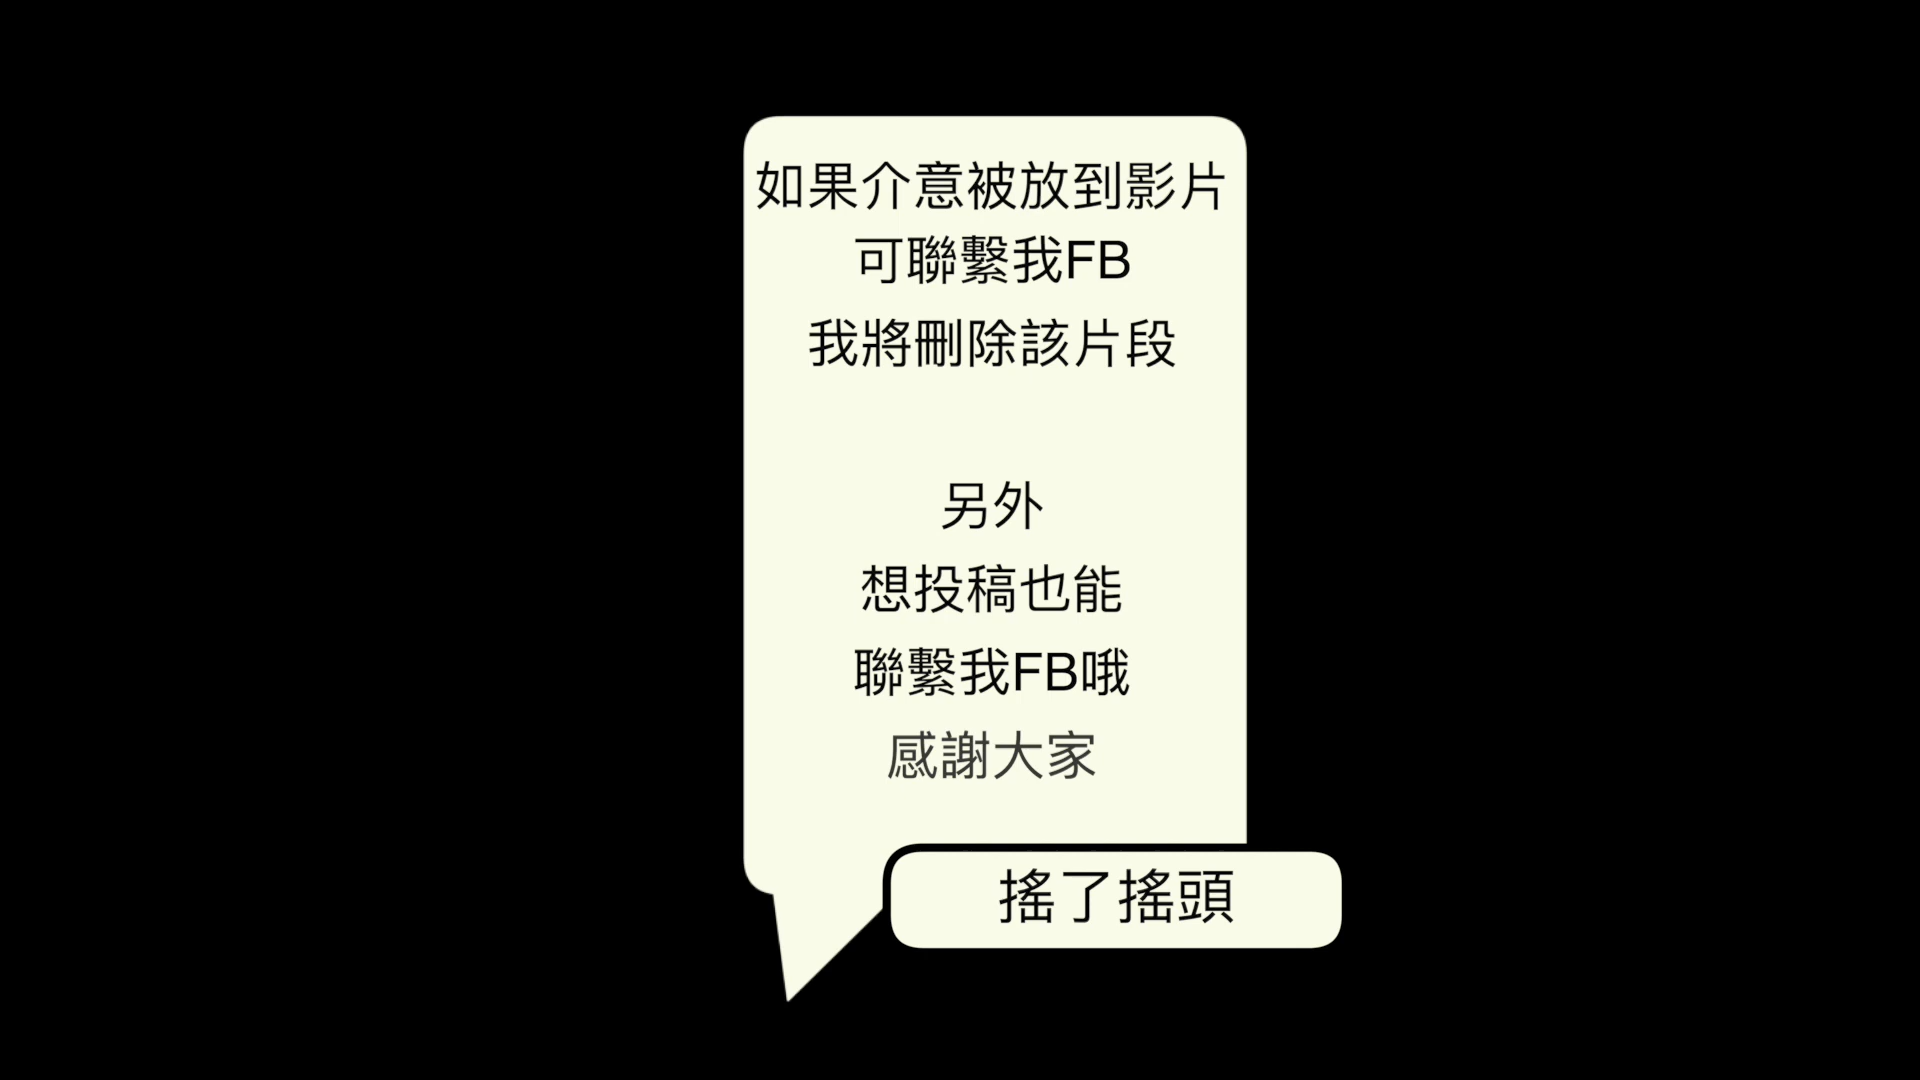 如果介意被放到影片
可聯繫我FB
我將刪除該片段
另外
想投稿也能
聯繫我FB哦
感謝大家
搖了搖頭